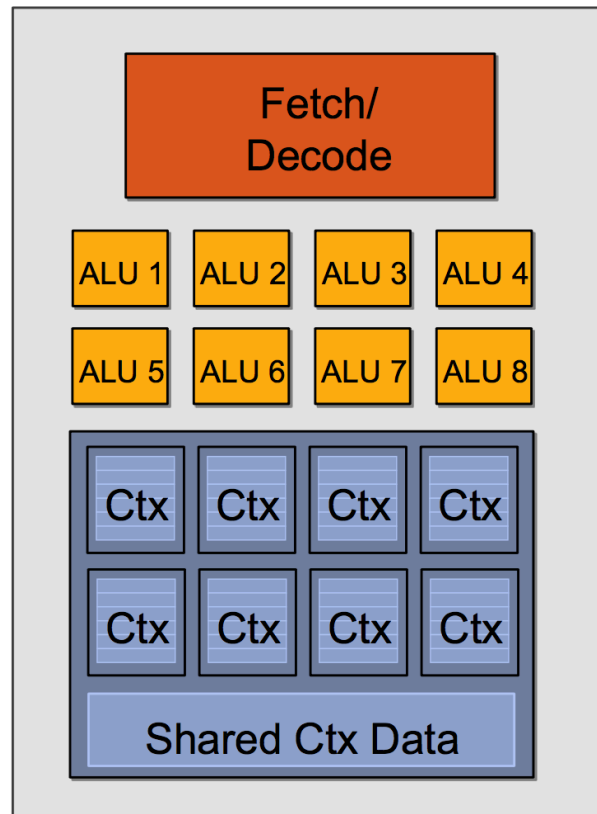 Fetch/
Decode
ALU 1 ALU 2 ALU 3 ALU 4
ALU 5 ALU 6 ALU 7 ALU 8
Ctx Ctx Ctx Ctx
Ctx Ctx Ctx Ctx
Shared Ctx Data